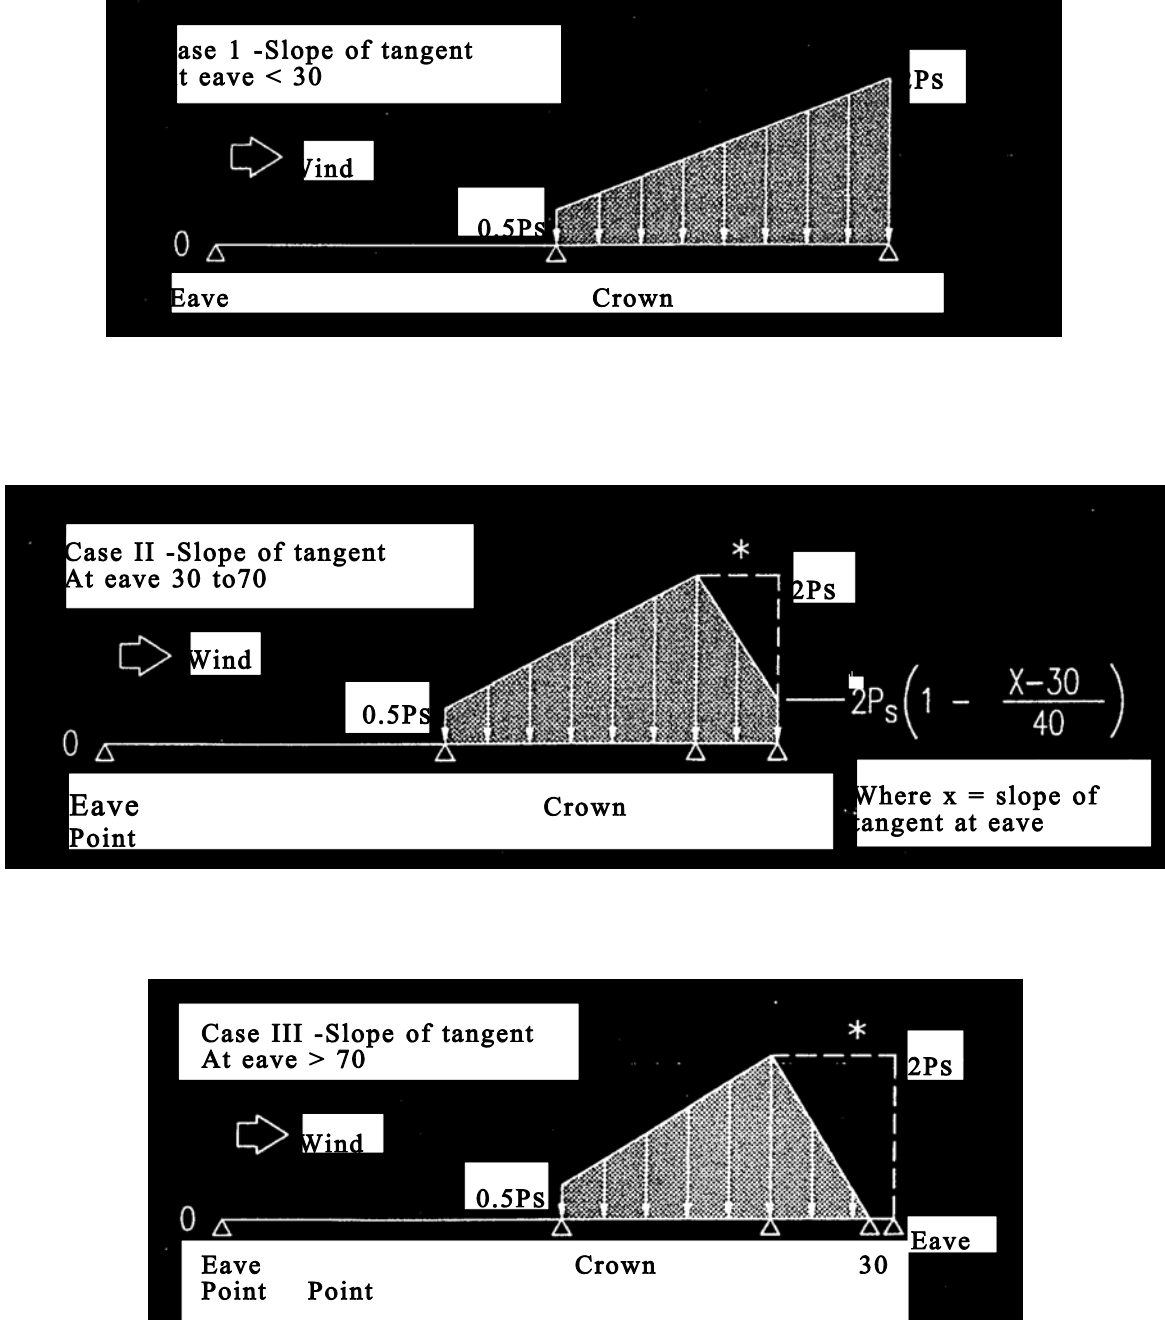 ase 1 -Slope of tangent
t eave < 30
2Ps
Wind
0.5Ps
0
Eave Crown
Case II -Slope of tangent
At eave 30 to70
*
2Ps
Wind
2Ps(1 - X-30/40)
0.5Ps
0
Eave Crown
Point
Where x = slope of
tangent at eave
Case III -Slope of tangent
At eave > 70
*
2Ps
Wind
0.5Ps
0
Eave
Eave Crown 30
Point Point